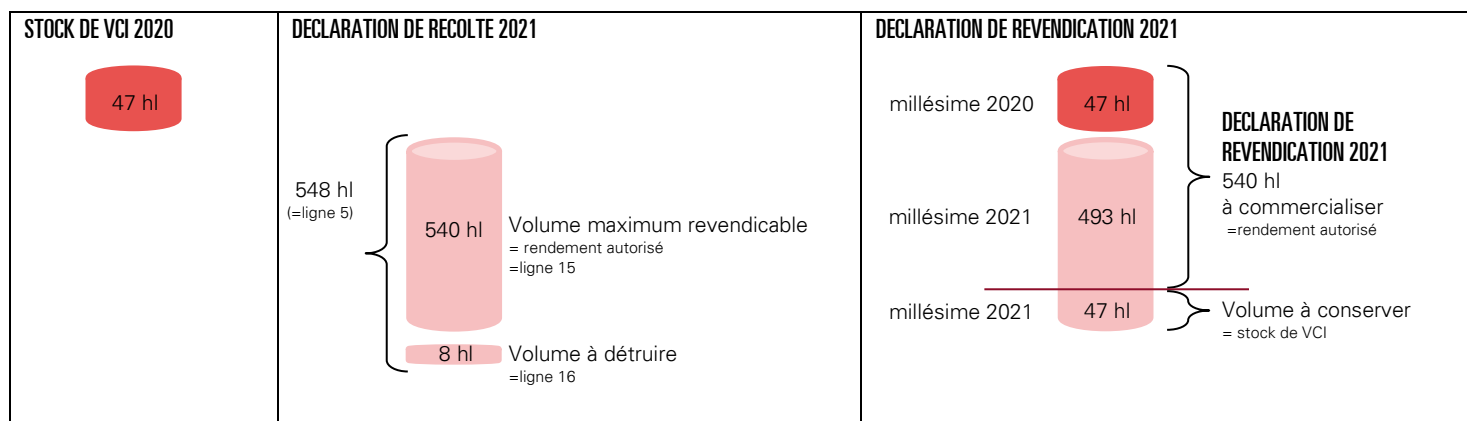 STOCK DE VCI 2020
47 hl
DECLARATION DE RECOLTE 2021
548 hl
(=ligne 5)
540 hl
Volume maximum revendicable
= rendement autorisé
=ligne 15
8 hl
Volume à détruire
=ligne 16
DECLARATION DE REVENDICATION 2021
millésime 2020
47 hl
millésime 2021
493 hl
DECLARATION DE
REVENDICATION 2021
540 hl
à commercialiser
=rendement autorisé
millésime 2021
47 hl
Volume à conserver
= stock de VCI